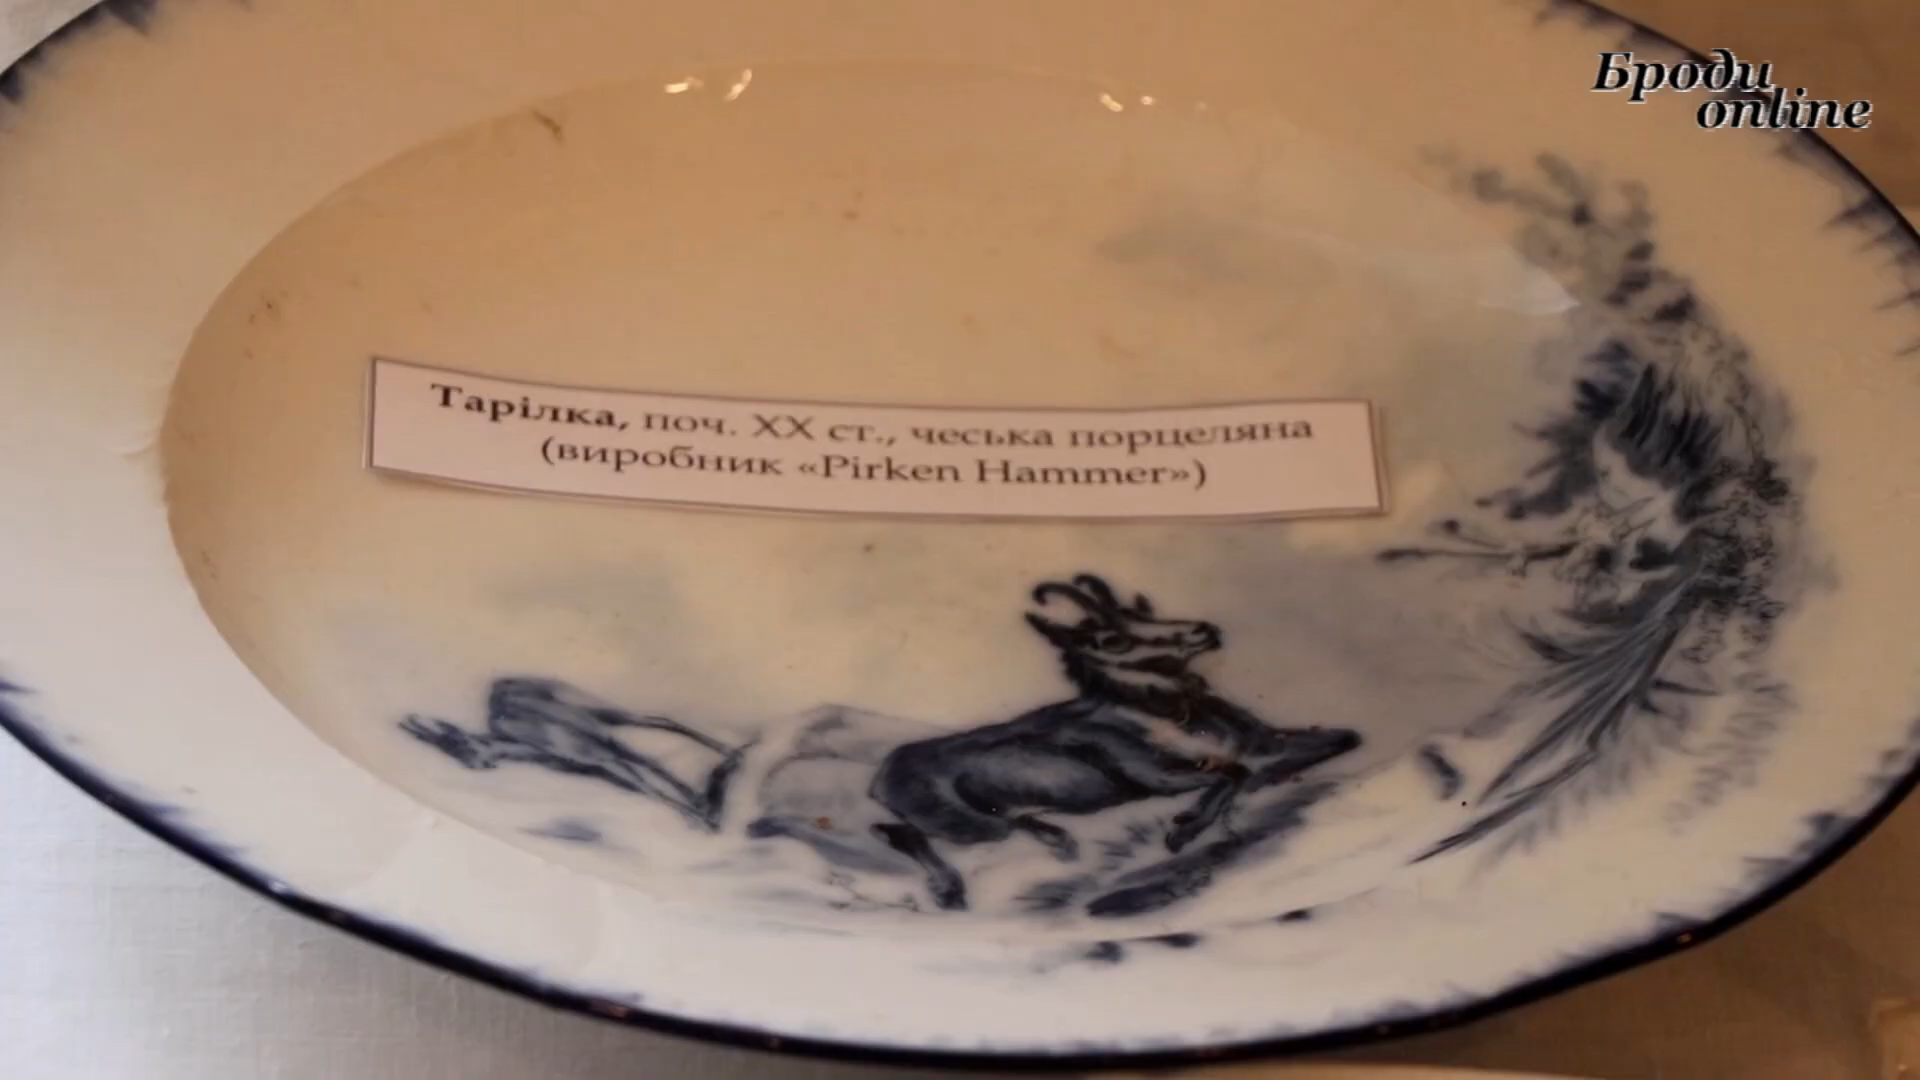 Броди
online
Тарілка, поч. XX ст., чеська порцеляна
(виробник «Pirken Hammer»)